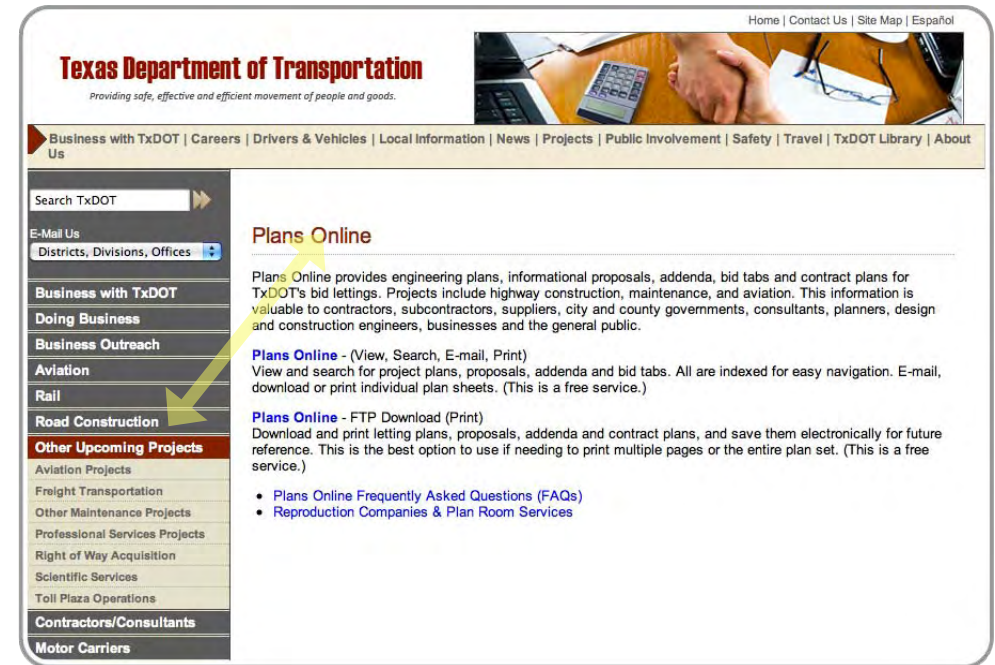 Home | Contact Us | Site Map | Español
Texas Department of Transportation
Providing safe, effective and efficient movement of people and goods.
Business with TxDOT | Careers | Drivers & Vehicles | Local Information | News | Projects | Public Involvement | Safety | Travel | TxDOT Library | About
Us
Search TxDOT
E-Mail Us
Districts, Divisions, Offices
Business with TxDOT
Doing Business
Business Outreach
Aviation
Rail
Road Construction
Other Upcoming Projects
Aviation Projects
Freight Transportation
Other Maintenance Projects
Professional Services Projects
Right of Way Acquisition
Scientific Services
Toll Plaza Operations
Contractors/Consultants
Motor Carriers
Plans Online
Plans Online provides engineering plans, informational proposals, addenda, bid tabs and contract plans for
TxDOT's bid lettings. Projects include highway construction, maintenance, and aviation. This information is
valuable to contractors, subcontractors, suppliers, city and county governments, consultants, planners, design
and construction engineers, businesses and the general public.
Plans Online - (View, Search, E-mail, Print)
View and search for project plans, proposals, addenda and bid tabs. All are indexed for easy navigation. E-mail,
download or print individual plan sheets. (This is a free service.)
Plans Online - FTP Download (Print)
Download and print letting plans, proposals, addenda and contract plans, and save them electronically for future
reference. This is the best option to use if needing to print multiple pages or the entire plan set. (This is a free
service.)
• Plans Online Frequently Asked Questions (FAQs)
• Reproduction Companies & Plan Room Services